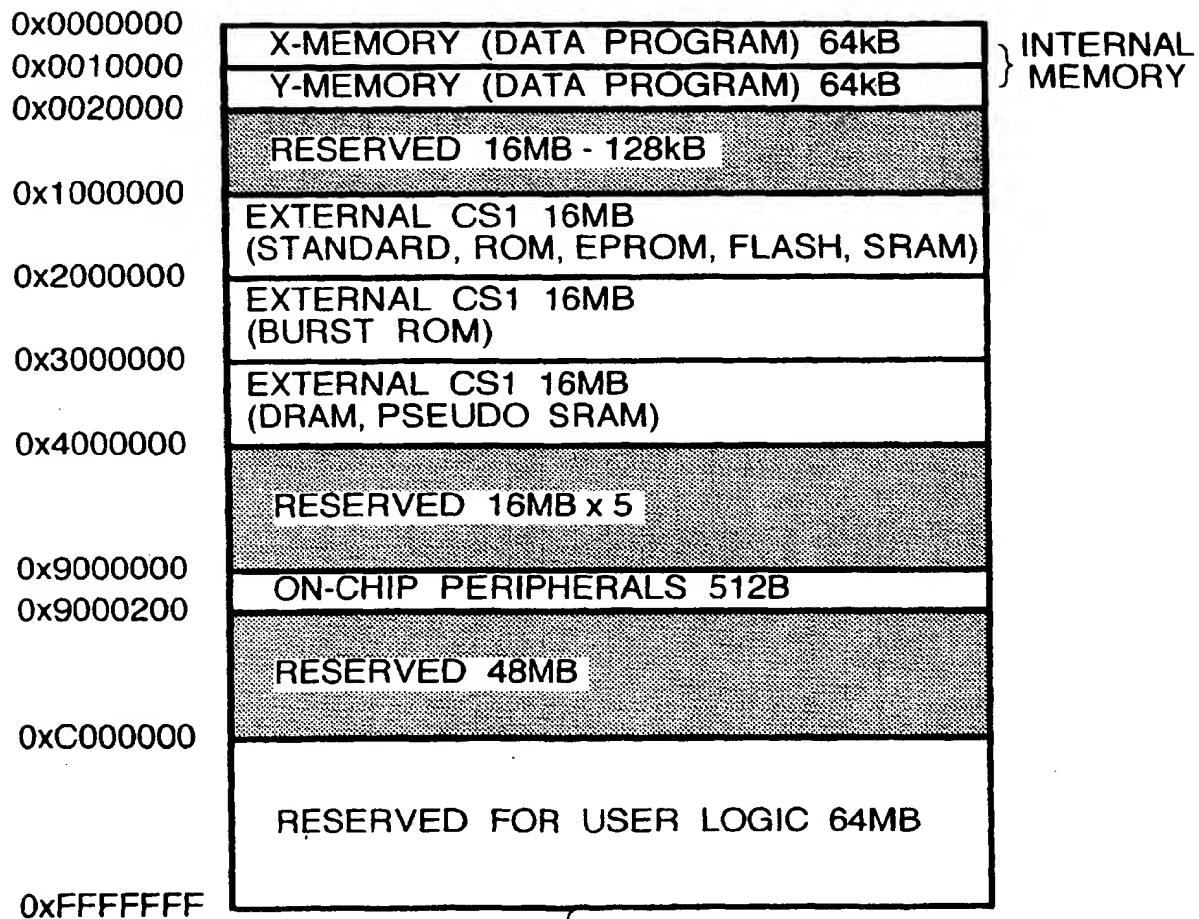 0x0000000
X-MEMORY (DATA PROGRAM) 64kB
0x0010000
Y-MEMORY (DATA PROGRAM) 64kB
INTERNAL
MEMORY
0x0020000
RESERVED 16MB - 128kB
0x1000000
EXTERNAL CS1 16MB
(STANDARD, ROM, EPROM, FLASH, SRAM)
0x2000000
EXTERNAL CS1 16MB
(BURST ROM)
0x3000000
EXTERNAL CS1 16MB
(DRAM, PSEUDO SRAM)
0x4000000
RESERVED 16MB x 5
0x9000000
ON-CHIP PERIPHERALS 512B
0x9000200
RESERVED 48MB
0xC000000
RESERVED FOR USER LOGIC 64MB
0xFFFFFFF